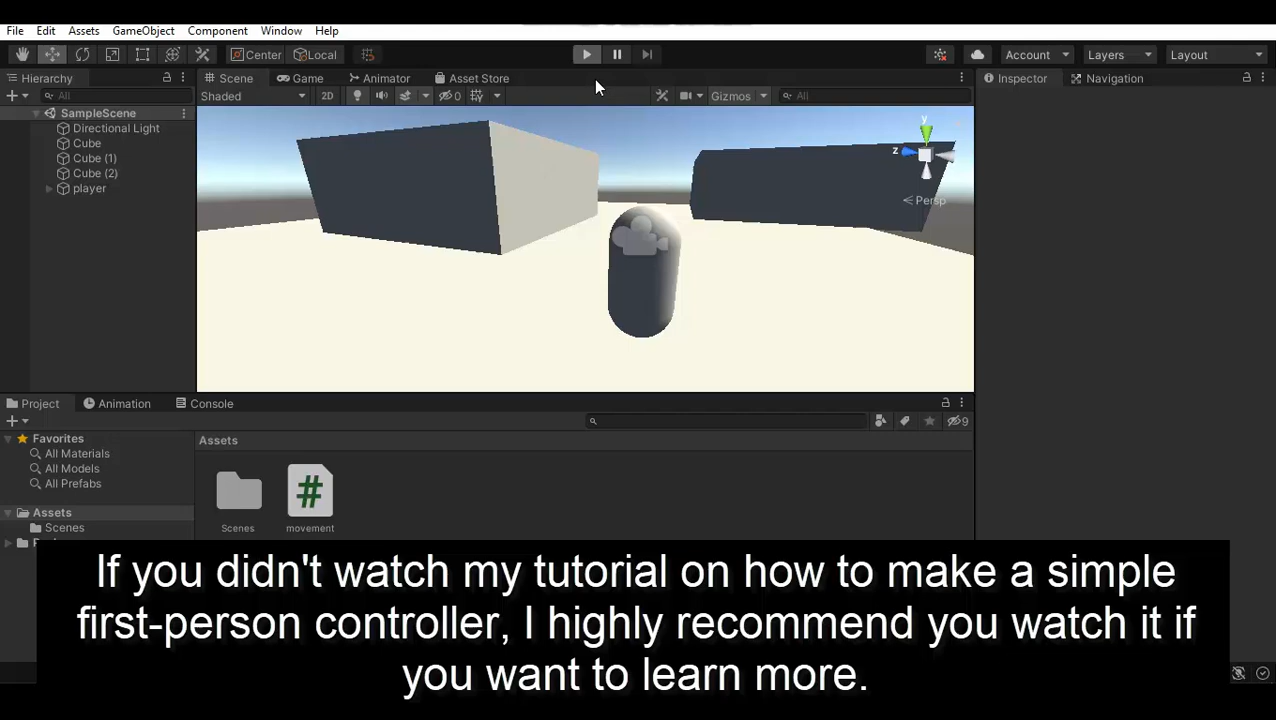 File Edit Assets GameObject Component Window Help
Center Local Account Layers Layout
Hierarchy Scene Game Animator Asset Store Inspector Navigation
All Shaded 2D 0 Gizmos All
SampleScene
Directional Light
Cube
Cube (1)
Cube (2)
player
y
z
Persp
Project Animation Console
9
Favorites Assets
All Materials
All Models
All Prefabs
Assets
Scenes
Scenes movement
If you didn't watch my tutorial on how to make a simple
first-person controller, I highly recommend you watch it if
you want to learn more.